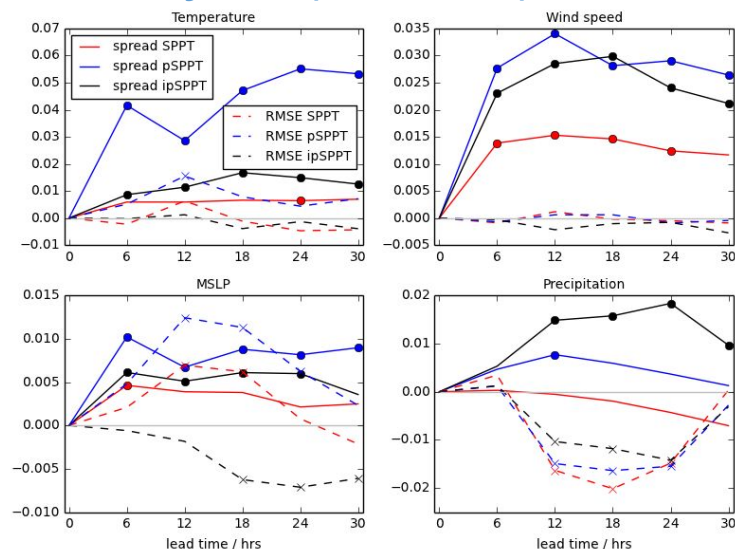 Temperature
0.07
0.06
0.05
0.04
0.03
0.02
0.01
0.00
−0.01
spread SPPT
spread pSPPT
spread ipSPPT
RMSE SPPT
RMSE pSPPT
RMSE ipSPPT
0 6 12 18 24 30
Wind speed
0.035
0.030
0.025
0.020
0.015
0.010
0.005
0.000
−0.005
0 6 12 18 24 30
MSLP
0.015
0.010
0.005
0.000
−0.005
−0.010
0 6 12 18 24 30
lead time / hrs
Precipitation
0.02
0.01
0.00
−0.01
−0.02
0 6 12 18 24 30
lead time / hrs